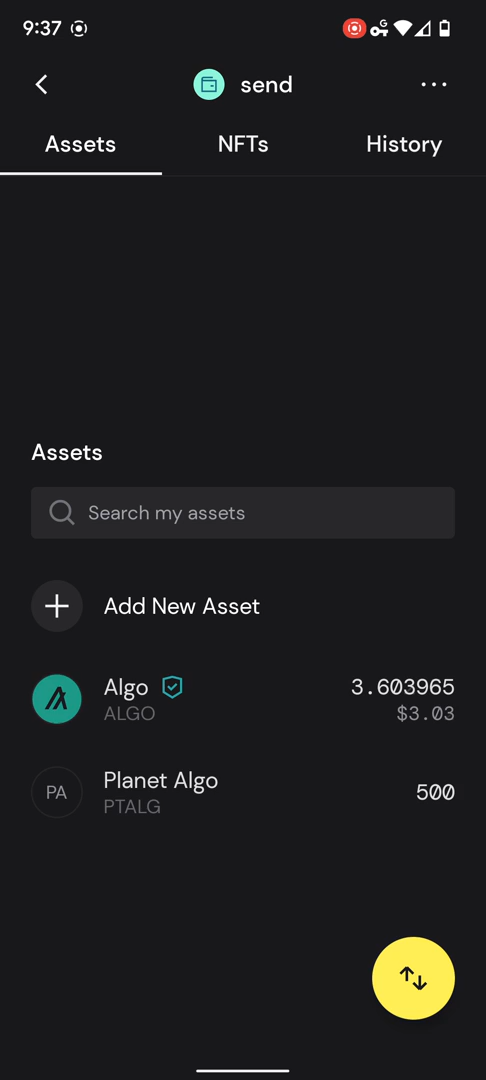 9:37
send
Assets NFTs History
Assets
Search my assets
Add New Asset
Algo 3.603965
ALGO $3.03
Planet Algo
PA 500
PTALG